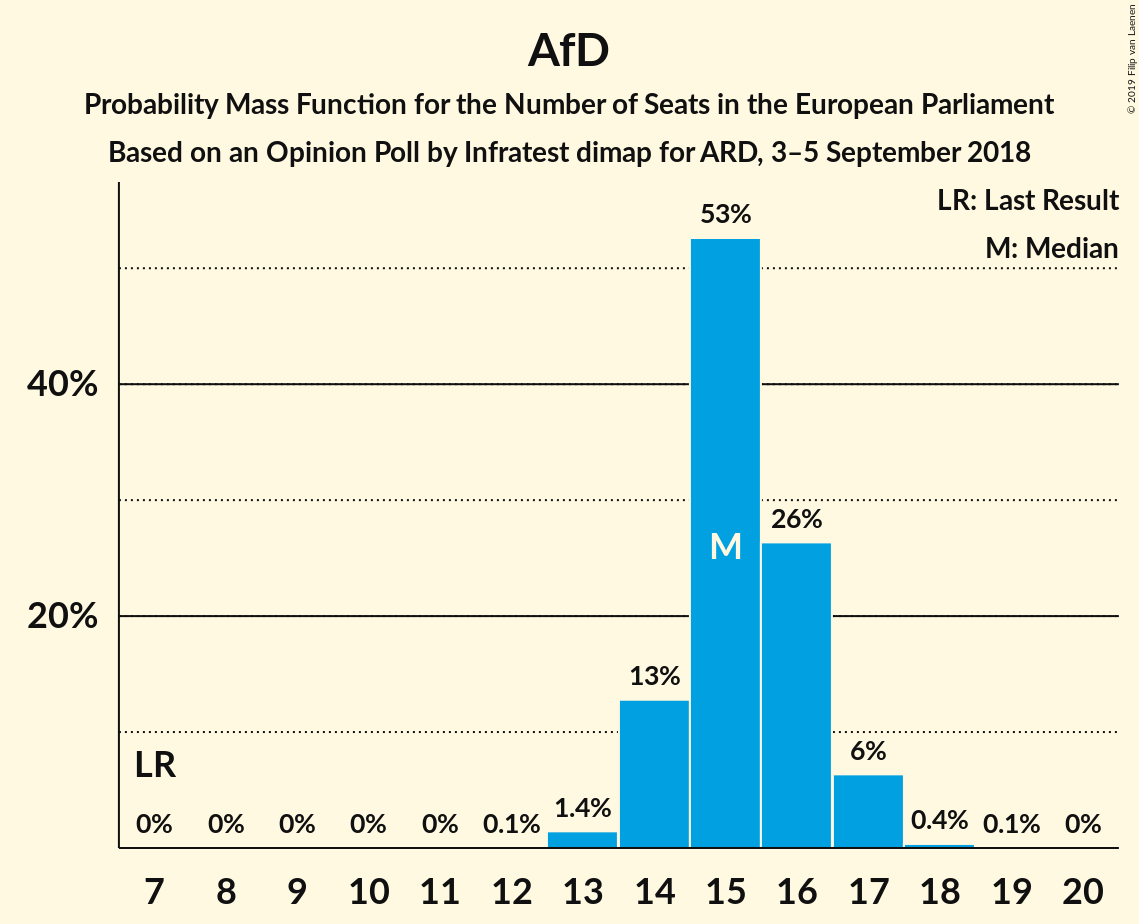 AfD
Probability Mass Function for the Number of Seats in the European Parliament
Based on an Opinion Poll by Infratest dimap for ARD, 3–5 September 2018
© 2019 Filip van Laenen
LR: Last Result
M: Median
53%
40%
26%
M
20%
13%
LR
6%
0% 0% 0% 0% 0% 0.1% 1.4% 0.4% 0.1% 0%
7 8 9 10 11 12 13 14 15 16 17 18 19 20